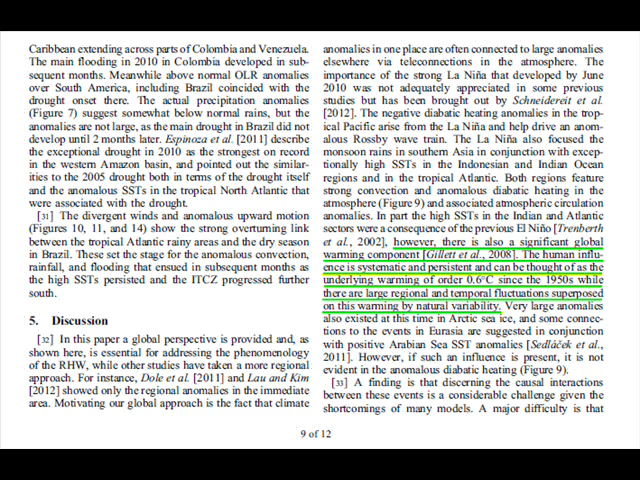 Caribbean extending across parts of Colombia and Venezuela.
The main flooding in 2010 in Colombia developed in sub-
sequent months. Meanwhile above normal OLR anomalies
over South America, including Brazil coincided with the
drought onset there. The actual precipitation anomalies
(Figure 7) suggest somewhat below normal rains, but the
anomalies are not large, as the main drought in Brazil did not
develop until 2 months later. Espinoza et al. [2011] describe
the exceptional drought in 2010 as the strongest on record
in the western Amazon basin, and pointed out the similar-
ities to the 2005 drought both in terms of the drought itself
and the anomalous SSTs in the tropical North Atlantic that
were associated with the drought.
[31] The divergent winds and anomalous upward motion
(Figures 10, 11, and 14) show the strong overturning link
between the tropical Atlantic rainy areas and the dry season
in Brazil. These set the stage for the anomalous convection,
rainfall, and flooding that ensued in subsequent months as
the high SSTs persisted and the ITCZ progressed further
south.
5. Discussion
[32] In this paper a global perspective is provided and, as
shown here, is essential for addressing the phenomenology
of the RHW, while other studies have taken a more regional
approach. For instance, Dole et al. [2011] and Lau and Kim
[2012] showed only the regional anomalies in the immediate
area. Motivating our global approach is the fact that climate
anomalies in one place are often connected to large anomalies
elsewhere via teleconnections in the atmosphere. The
importance of the strong La Niña that developed by June
2010 was not adequately appreciated in some previous
studies but has been brought out by Schneidereit et al.
[2012]. The negative diabatic heating anomalies in the trop-
ical Pacific arise from the La Niña and help drive an anom-
alous Rossby wave train. The La Niña also focused the
monsoon rains in southern Asia in conjunction with excep-
tionally high SSTs in the Indonesian and Indian Ocean
regions and in the tropical Atlantic. Both regions feature
strong convection and anomalous diabatic heating in the
atmosphere (Figure 9) and associated atmospheric circulation
anomalies. In part the high SSTs in the Indian and Atlantic
sectors were a consequence of the previous El Niño [Trenberth
et al., 2002], however, there is also a significant global
warming component [Gillett et al., 2008]. The human influ-
ence is systematic and persistent and can be thought of as the
underlying warming of order 0.6°C since the 1950s while
there are large regional and temporal fluctuations superposed
on this warming by natural variability. Very large anomalies
also existed at this time in Arctic sea ice, and some connec-
tions to the events in Eurasia are suggested in conjunction
with positive Arabian Sea SST anomalies [Sedláček et al.,
2011]. However, if such an influence is present, it is not
evident in the anomalous diabatic heating (Figure 9).
[33] A finding is that discerning the causal interactions
between these events is a considerable challenge given the
shortcomings of many models. A major difficulty is that
9 of 12